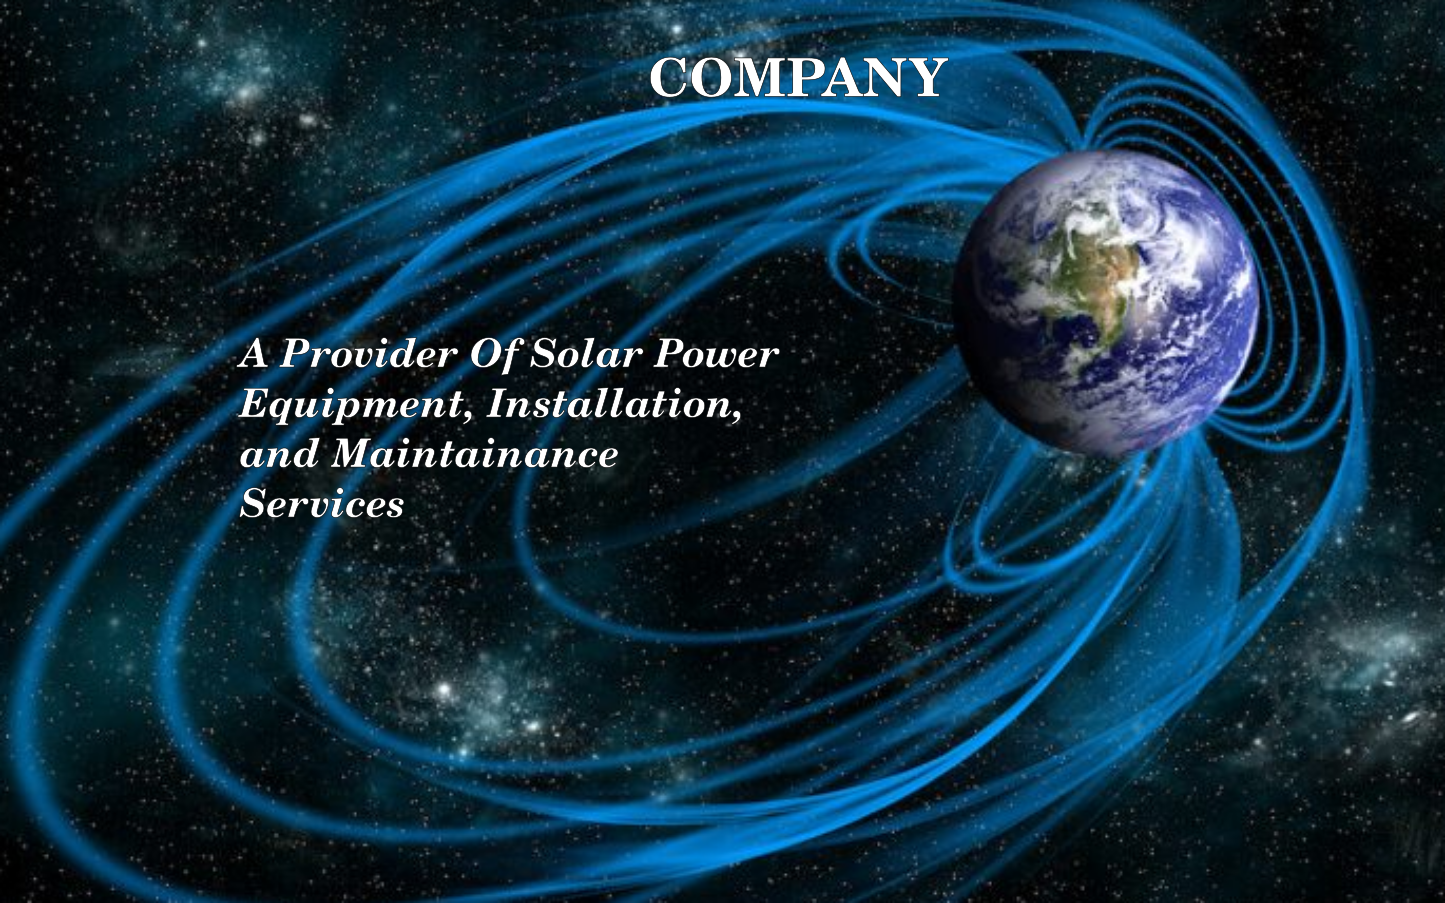 COMPANY
A Provider Of Solar Power
Equipment, Installation,
and Maintainance
Services